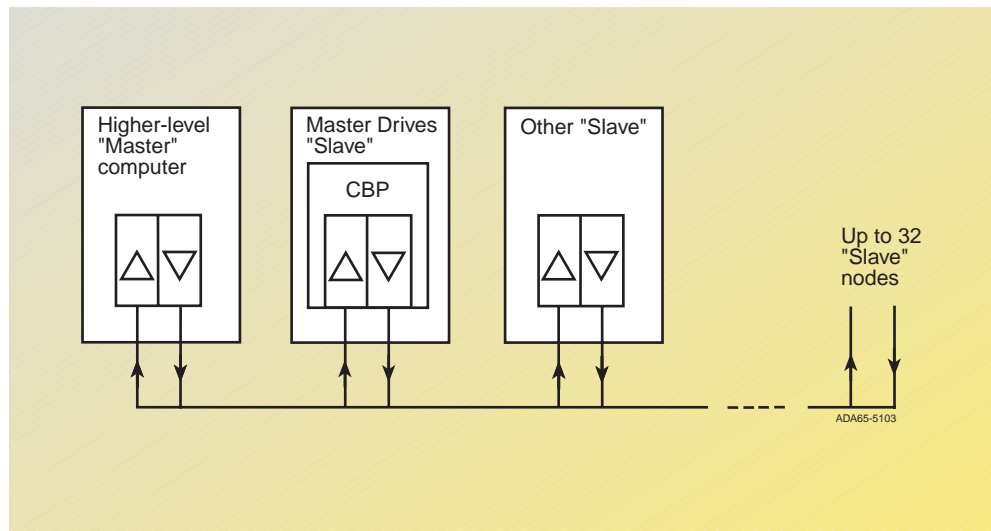 Higher-level
"Master"
computer
Master Drives
"Slave"
CBP
Other "Slave"
Up to 32
"Slave"
nodes
ADA65-5103